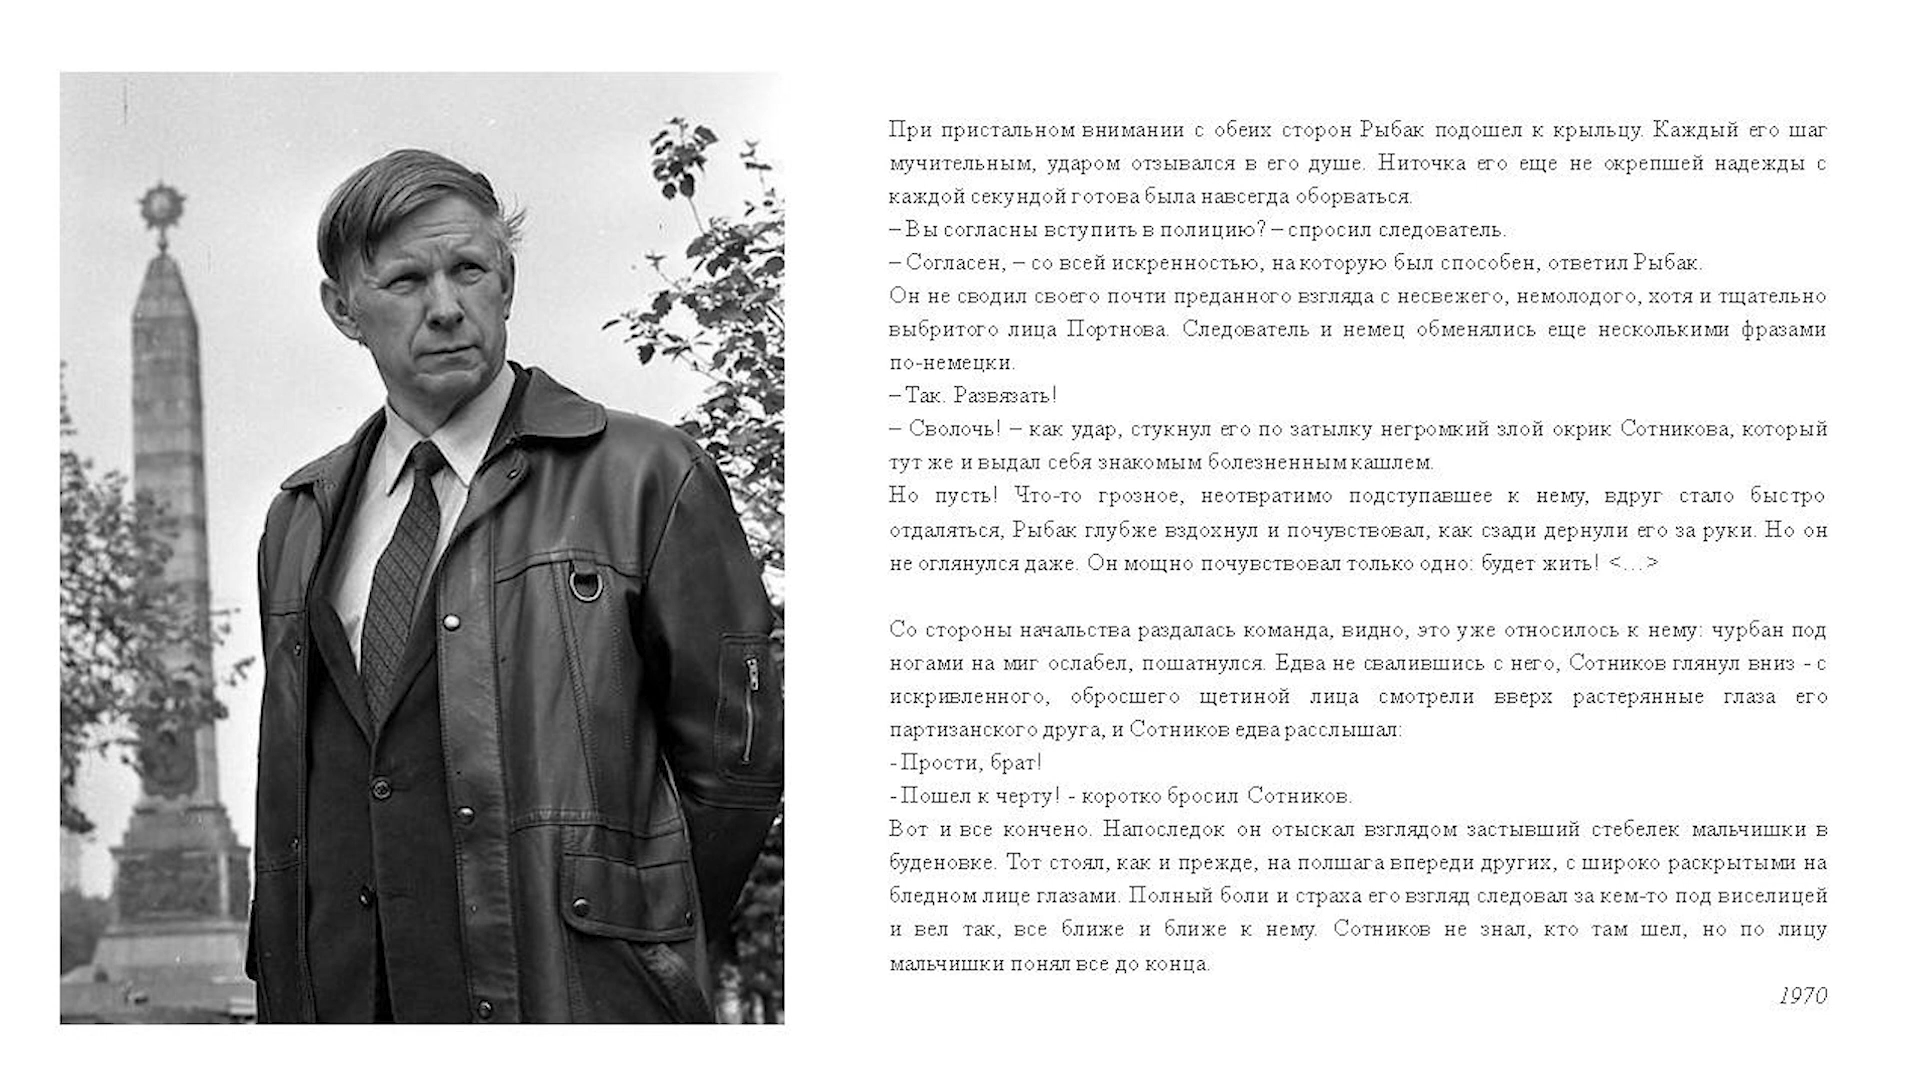 При пристальном внимании с обеих сторон Рыбак подошел к крыльцу. Каждый его шаг
мучительным, ударом отзывался в его душе. Ниточка его еще не окрепшей надежды с
каждой секундой готова была навсегда оборваться.
– Вы согласны вступить в полицию? – спросил следователь.
– Согласен, – со всей искренностью, на которую был способен, ответил Рыбак.
Он не сводил своего почти преданного взгляда с несвежего, немолодого, хотя и тщательно
выбритого лица Портнова. Следователь и немец обменялись еще несколькими фразами
по-немецки.
– Так. Развязать!
– Сволочь! – как удар, стукнул его по затылку негромкий злой окрик Сотникова, который
тут же и выдал себя знакомым болезненным кашлем.
Но пусть! Что-то грозное, неотвратимо подступавшее к нему, вдруг стало быстро
отдаляться, Рыбак глубже вздохнул и почувствовал, как сзади дернули его за руки. Но он
не оглянулся даже. Он мощно почувствовал только одно: будет жить! <...>
Со стороны начальства раздалась команда, видно, это уже относилось к нему: чурбан под
ногами на миг ослабел, пошатнулся. Едва не свалившись с него, Сотников глянул вниз - с
искривленного, обросшего щетиной лица смотрели вверх растерянные глаза его
партизанского друга, и Сотников едва расслышал:
- Прости, брат!
- Пошел к черту! - коротко бросил Сотников.
Вот и все кончено. Напоследок он отыскал взглядом застывший стебелек мальчишки в
буденовке. Тот стоял, как и прежде, на полшага впереди других, с широко раскрытыми на
бледном лице глазами. Полный боли и страха его взгляд следовал за кем-то под виселицей
и вел так, все ближе и ближе к нему. Сотников не знал, кто там шел, но по лицу
мальчишки понял все до конца.
1970